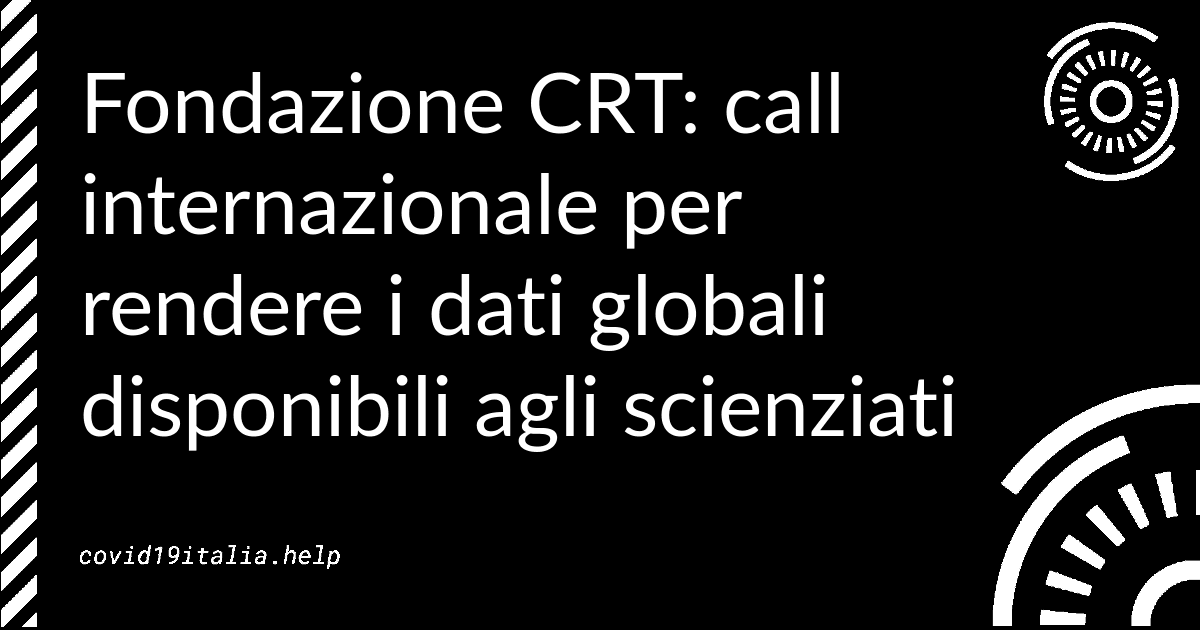 Fondazione CRT: call
internazionale per
rendere i dati globali
disponibili agli scienziati
covid19italia.help